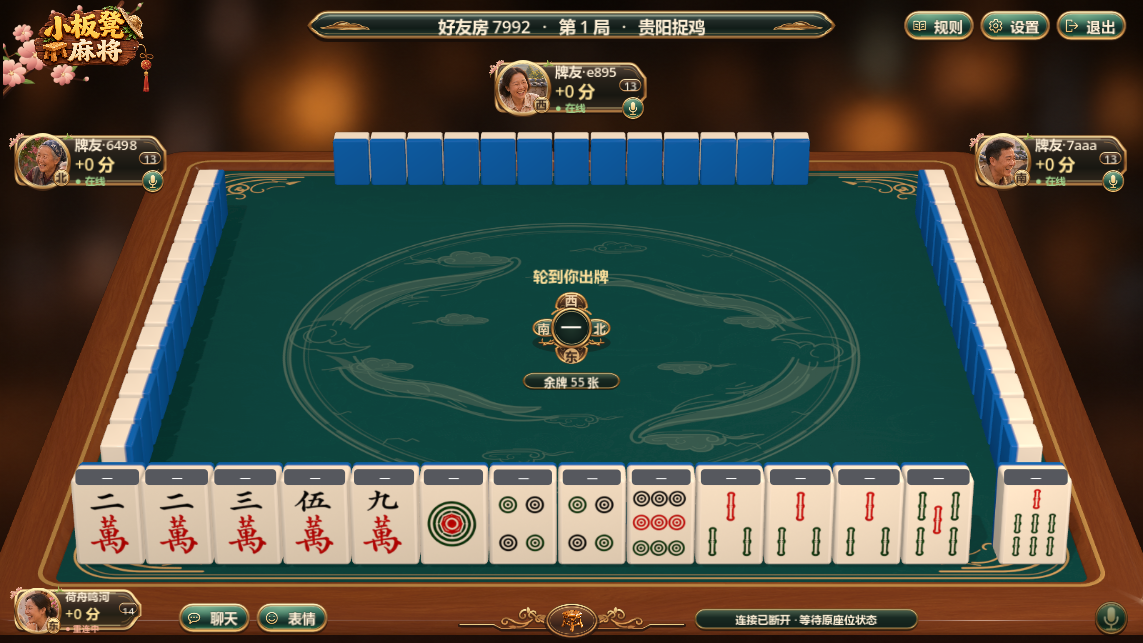 小板凳
麻将
好友房 7992 · 第 1 局 · 贵阳捉鸡
规则
设置
退出
牌友·e895
+0 分
13
在线
西
牌友·6498
+0 分
13
在线
北
牌友·7aaa
+0 分
13
在线
南
轮到你出牌
西
南
一
北
东
余牌 55 张
二萬
二萬
三萬
伍萬
九萬
荷舟鸣河
+0 分
14
重连中
东
聊天
表情
连接已断开 · 等待原座位状态